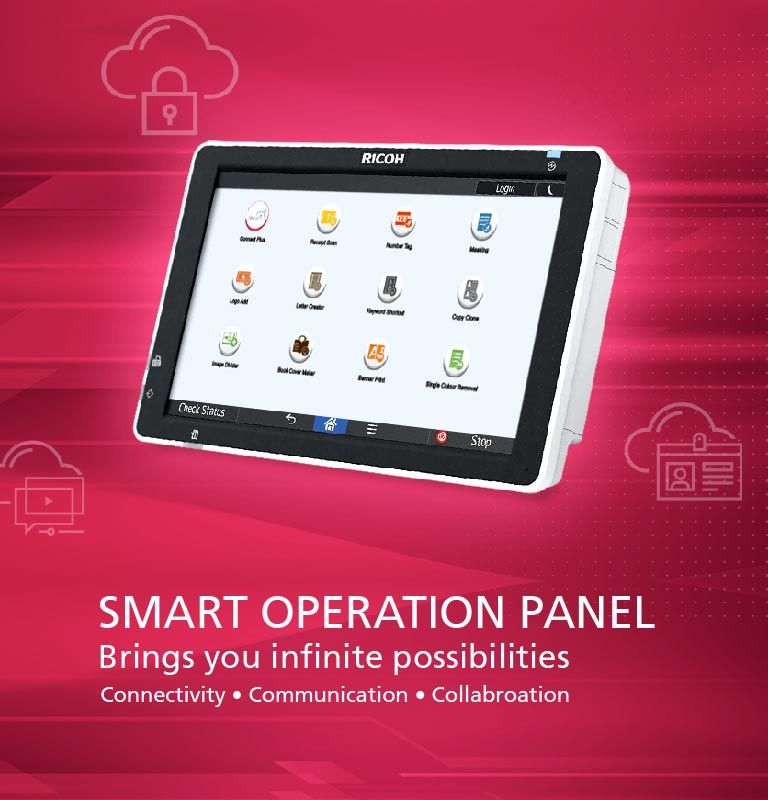 RICOH
Login
Connect Plus
Receipt Scan
Number Tag
Masking
Logo Add
Letter Creator
Keyword Shortcut
Copy Clone
Image Divider
Book Cover Maker
Banner Print
Single Colour Removal
Check Status
Stop
SMART OPERATION PANEL
Brings you infinite possibilities
Connectivity • Communication • Collabroation